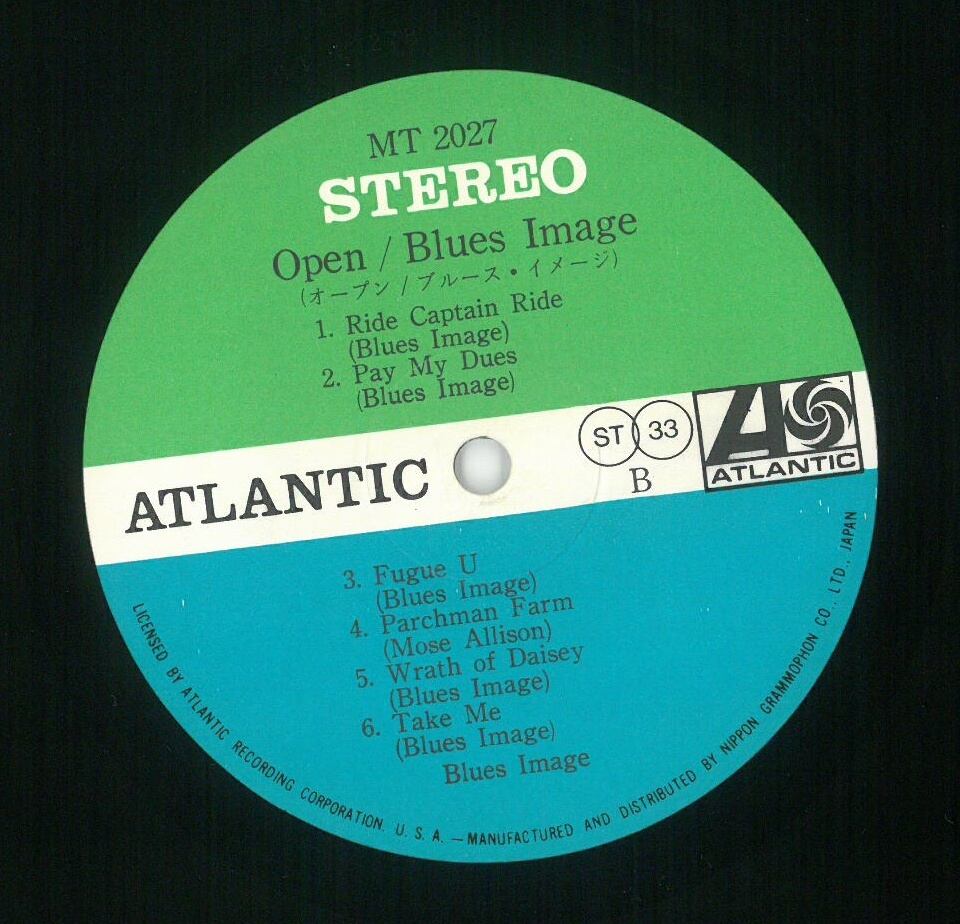 MT 2027
STEREO
Open / Blues Image
(オープン / ブルース・イメージ)
1. Ride Captain Ride
(Blues Image)
2. Pay My Dues
(Blues Image)
ATLANTIC
ST 33
B
ATLANTIC
3. Fugue U
(Blues Image)
4. Parchman Farm
(Mose Allison)
5. Wrath of Daisey
(Blues Image)
6. Take Me
(Blues Image)
Blues Image
LICENSED BY ATLANTIC RECORDING CORPORATION. U. S. A. — MANUFACTURED AND DISTRIBUTED BY NIPPON GRAMMOPHON CO., LTD., JAPAN